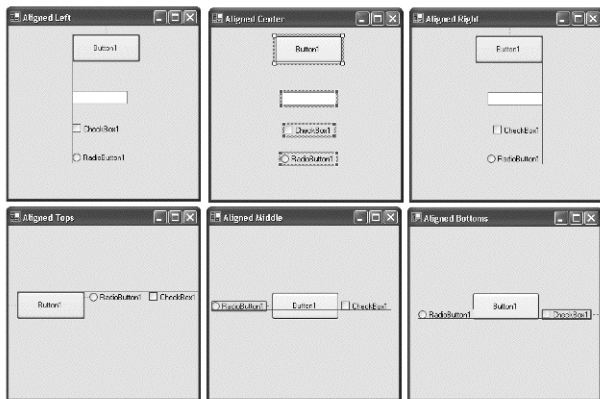 Aligned Left
Button1
CheckBox1
RadioButton1
Aligned Center
Button1
CheckBox1
RadioButton1
Aligned Right
Button1
CheckBox1
RadioButton1
Aligned Tops
Button1
RadioButton1
CheckBox1
Aligned Middle
RadioButton1
Button1
CheckBox1
Aligned Bottoms
RadioButton1
Button1
CheckBox1